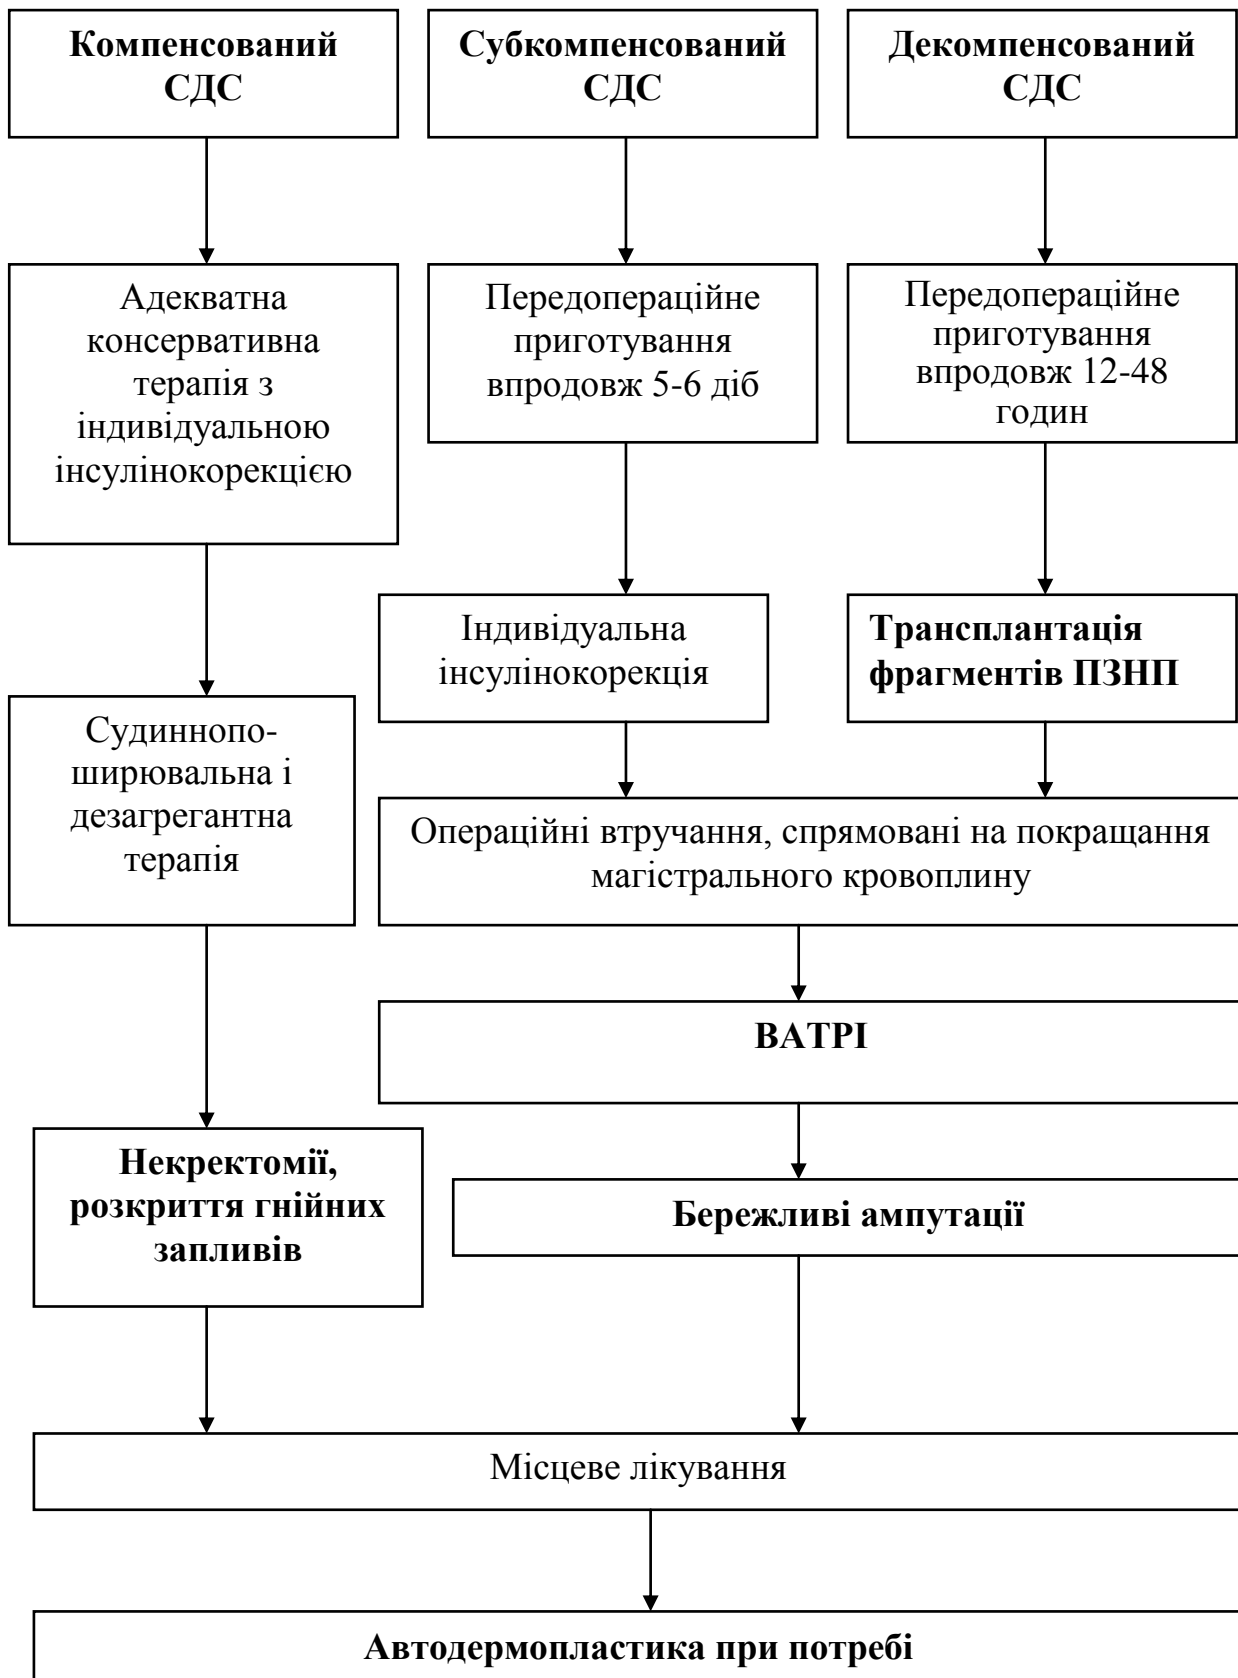 Компенсований
СДС
Субкомпенсований
СДС
Декомпенсований
СДС
Адекватна
консервативна
терапія з
індивідуальною
інсулінокорекцією
Передопераційне
приготування
впродовж 5-6 діб
Передопераційне
приготування
впродовж 12-48
годин
Індивідуальна
інсулінокорекція
Трансплантація
фрагментів ПЗНП
Судиннопо-
ширювальна і
дезагрегантна
терапія
Операційні втручання, спрямовані на покращання
магістрального кровоплину
ВАТРІ
Некректомії,
розкриття гнійних
запливів
Бережливі ампутації
Місцеве лікування
Автодермопластика при потребі